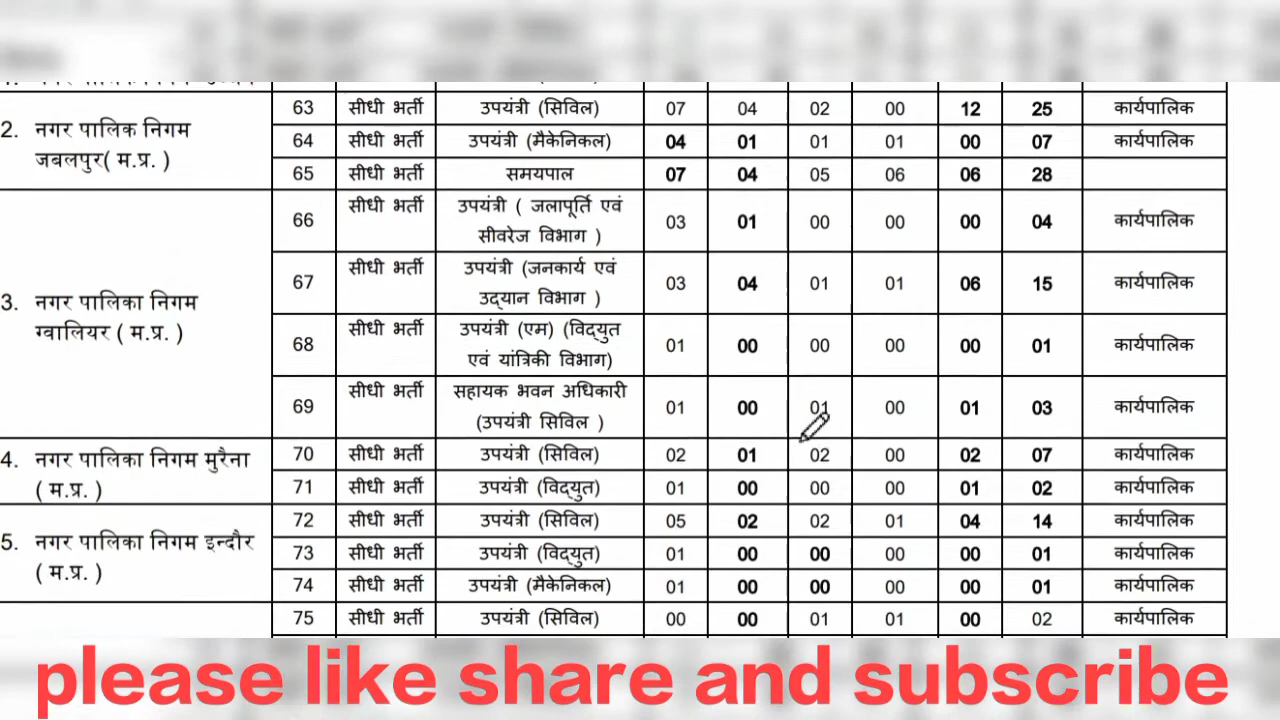 63 सीधी भर्ती उपयंत्री (सिविल) 07 04 02 00 12 25 कार्यपालिक
2. नगर पालिक निगम
जबलपुर( म.प्र. )
64 सीधी भर्ती उपयंत्री (मैकेनिकल) 04 01 01 01 00 07 कार्यपालिक
65 सीधी भर्ती समयपाल 07 04 05 06 06 28
3. नगर पालिका निगम
ग्वालियर ( म.प्र. )
66 सीधी भर्ती उपयंत्री ( जलापूर्ति एवं
सीवरेज विभाग ) 03 01 00 00 00 04 कार्यपालिक
67 सीधी भर्ती उपयंत्री (जनकार्य एवं
उद्यान विभाग ) 03 04 01 01 06 15 कार्यपालिक
68 सीधी भर्ती उपयंत्री (एम) (विद्युत
एवं यांत्रिकी विभाग) 01 00 00 00 00 01 कार्यपालिक
69 सीधी भर्ती सहायक भवन अधिकारी
(उपयंत्री सिविल ) 01 00 01 00 01 03 कार्यपालिक
4. नगर पालिका निगम मुरैना
( म.प्र. )
70 सीधी भर्ती उपयंत्री (सिविल) 02 01 02 00 02 07 कार्यपालिक
71 सीधी भर्ती उपयंत्री (विद्युत) 01 00 00 00 01 02 कार्यपालिक
5. नगर पालिका निगम इन्दौर
( म.प्र. )
72 सीधी भर्ती उपयंत्री (सिविल) 05 02 02 01 04 14 कार्यपालिक
73 सीधी भर्ती उपयंत्री (विद्युत) 01 00 00 00 00 01 कार्यपालिक
74 सीधी भर्ती उपयंत्री (मैकेनिकल) 01 00 00 00 00 01 कार्यपालिक
75 सीधी भर्ती उपयंत्री (सिविल) 00 00 01 01 00 02 कार्यपालिक
please like share and subscribe